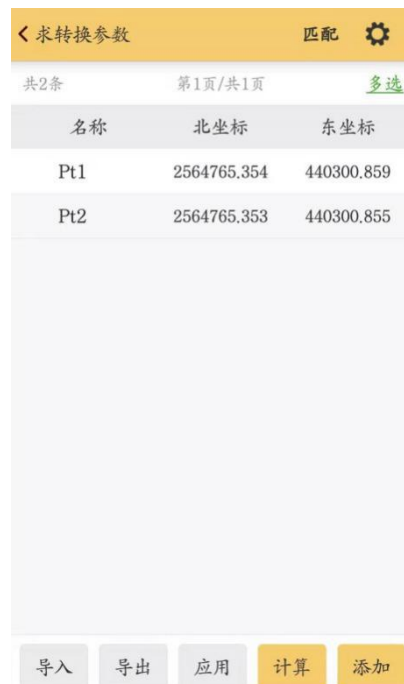 求转换参数 匹配
共2条 第1页/共1页 多选
名称 北坐标 东坐标
Pt1 2564765.354 440300.859
Pt2 2564765.353 440300.855
导入 导出 应用 计算 添加